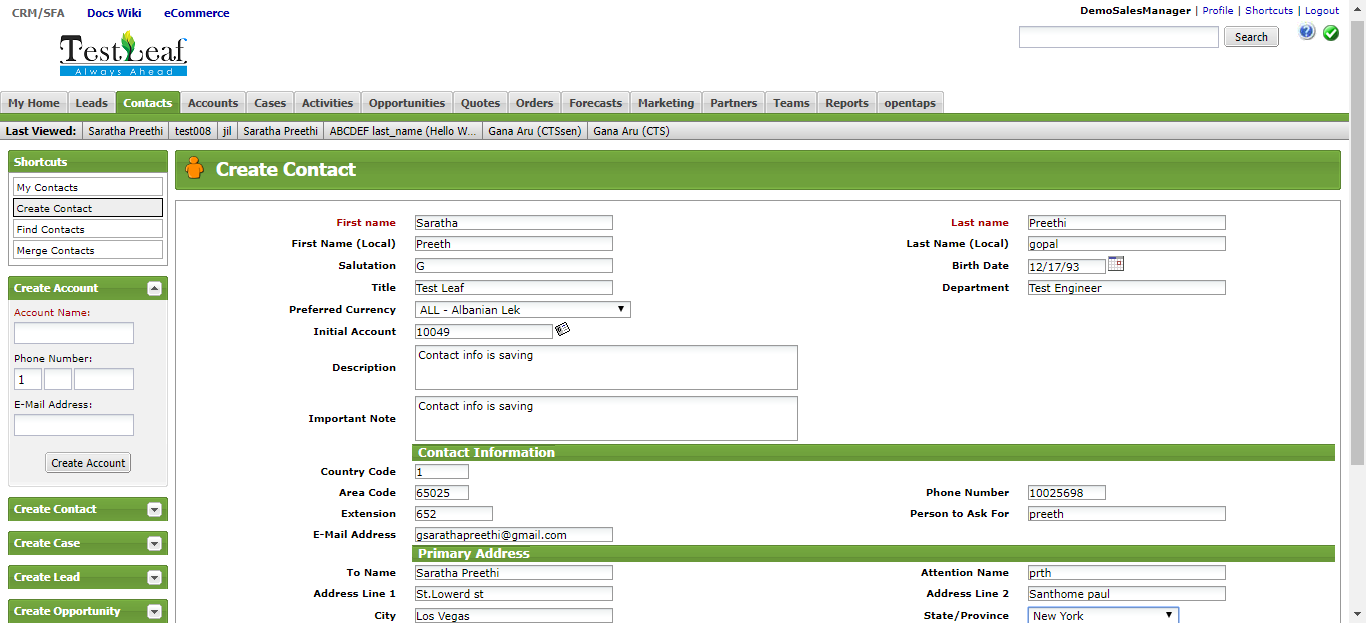 CRM/SFA Docs Wiki eCommerce
DemoSalesManager | Profile | Shortcuts | Logout
Search
TestLeaf
Always Ahead
My Home Leads Contacts Accounts Cases Activities Opportunities Quotes Orders Forecasts Marketing Partners Teams Reports opentaps
Last Viewed: Saratha Preethi test008 jil Saratha Preethi ABCDEF last_name (Hello W... Gana Aru (CTSsen) Gana Aru (CTS)
Shortcuts
My Contacts
Create Contact
Find Contacts
Merge Contacts
Create Account
Account Name:
Phone Number:
1
E-Mail Address:
Create Account
Create Contact
Create Case
Create Lead
Create Opportunity
Create Contact
First name Saratha Last name Preethi
First Name (Local) Preeth Last Name (Local) gopal
Salutation G Birth Date 12/17/93
Title Test Leaf Department Test Engineer
Preferred Currency ALL - Albanian Lek
Initial Account 10049
Description Contact info is saving
Important Note Contact info is saving
Contact Information
Country Code 1
Area Code 65025 Phone Number 10025698
Extension 652 Person to Ask For preeth
E-Mail Address gsarathapreethi@gmail.com
Primary Address
To Name Saratha Preethi Attention Name prth
Address Line 1 St.Lowerd st Address Line 2 Santhome paul
City Los Vegas State/Province New York